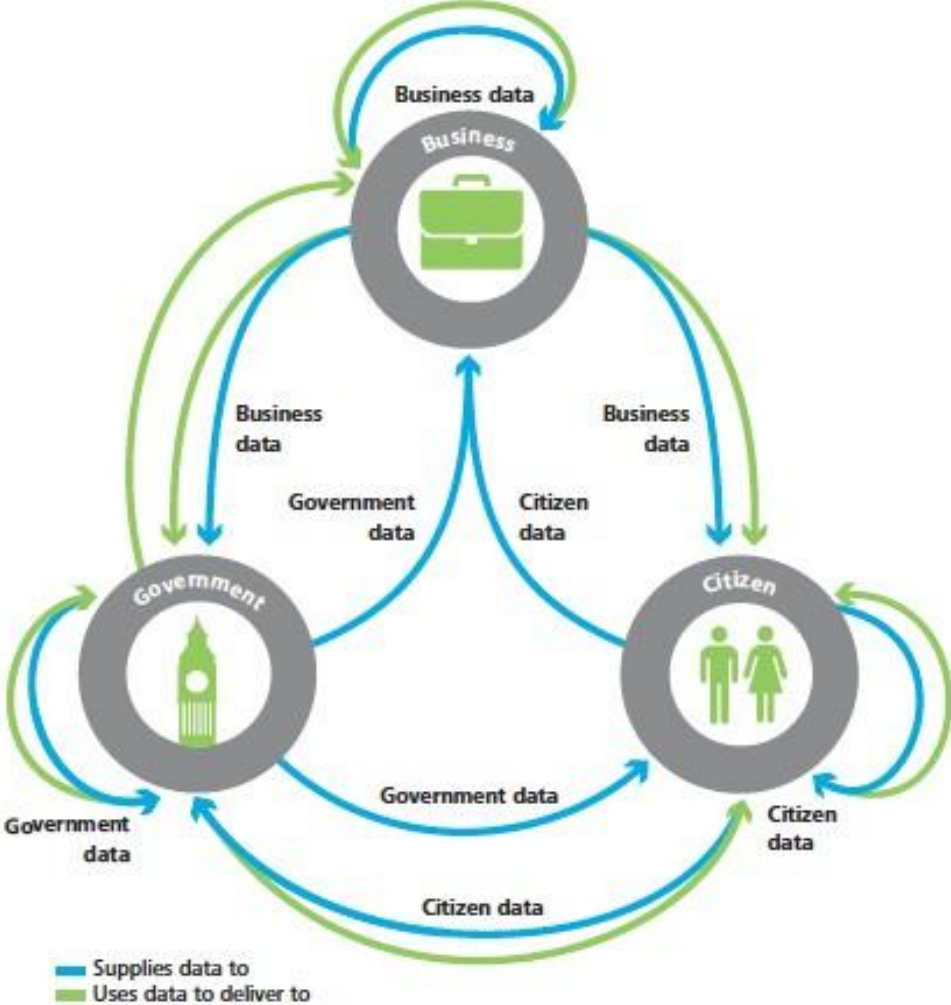 Business data
Business
Business
data
Business
data
Government
data
Citizen
data
Government
Citizen
Government data
Government
data
Citizen
data
Citizen data
Supplies data to
Uses data to deliver to